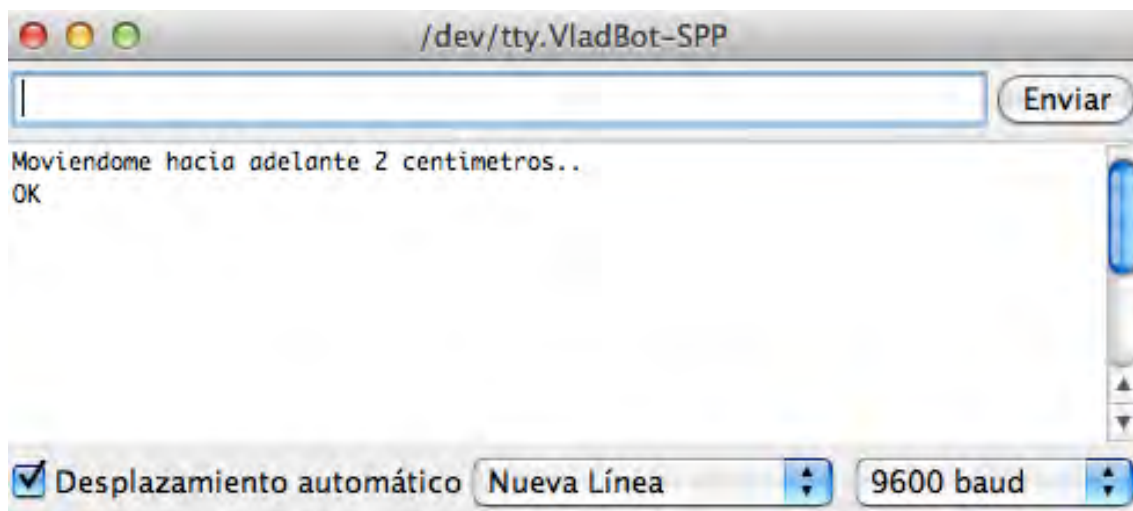 /dev/tty.VladBot-SPP
Enviar
Moviendome hacia adelante 2 centimetros..
OK
Desplazamiento automático Nueva Línea 9600 baud